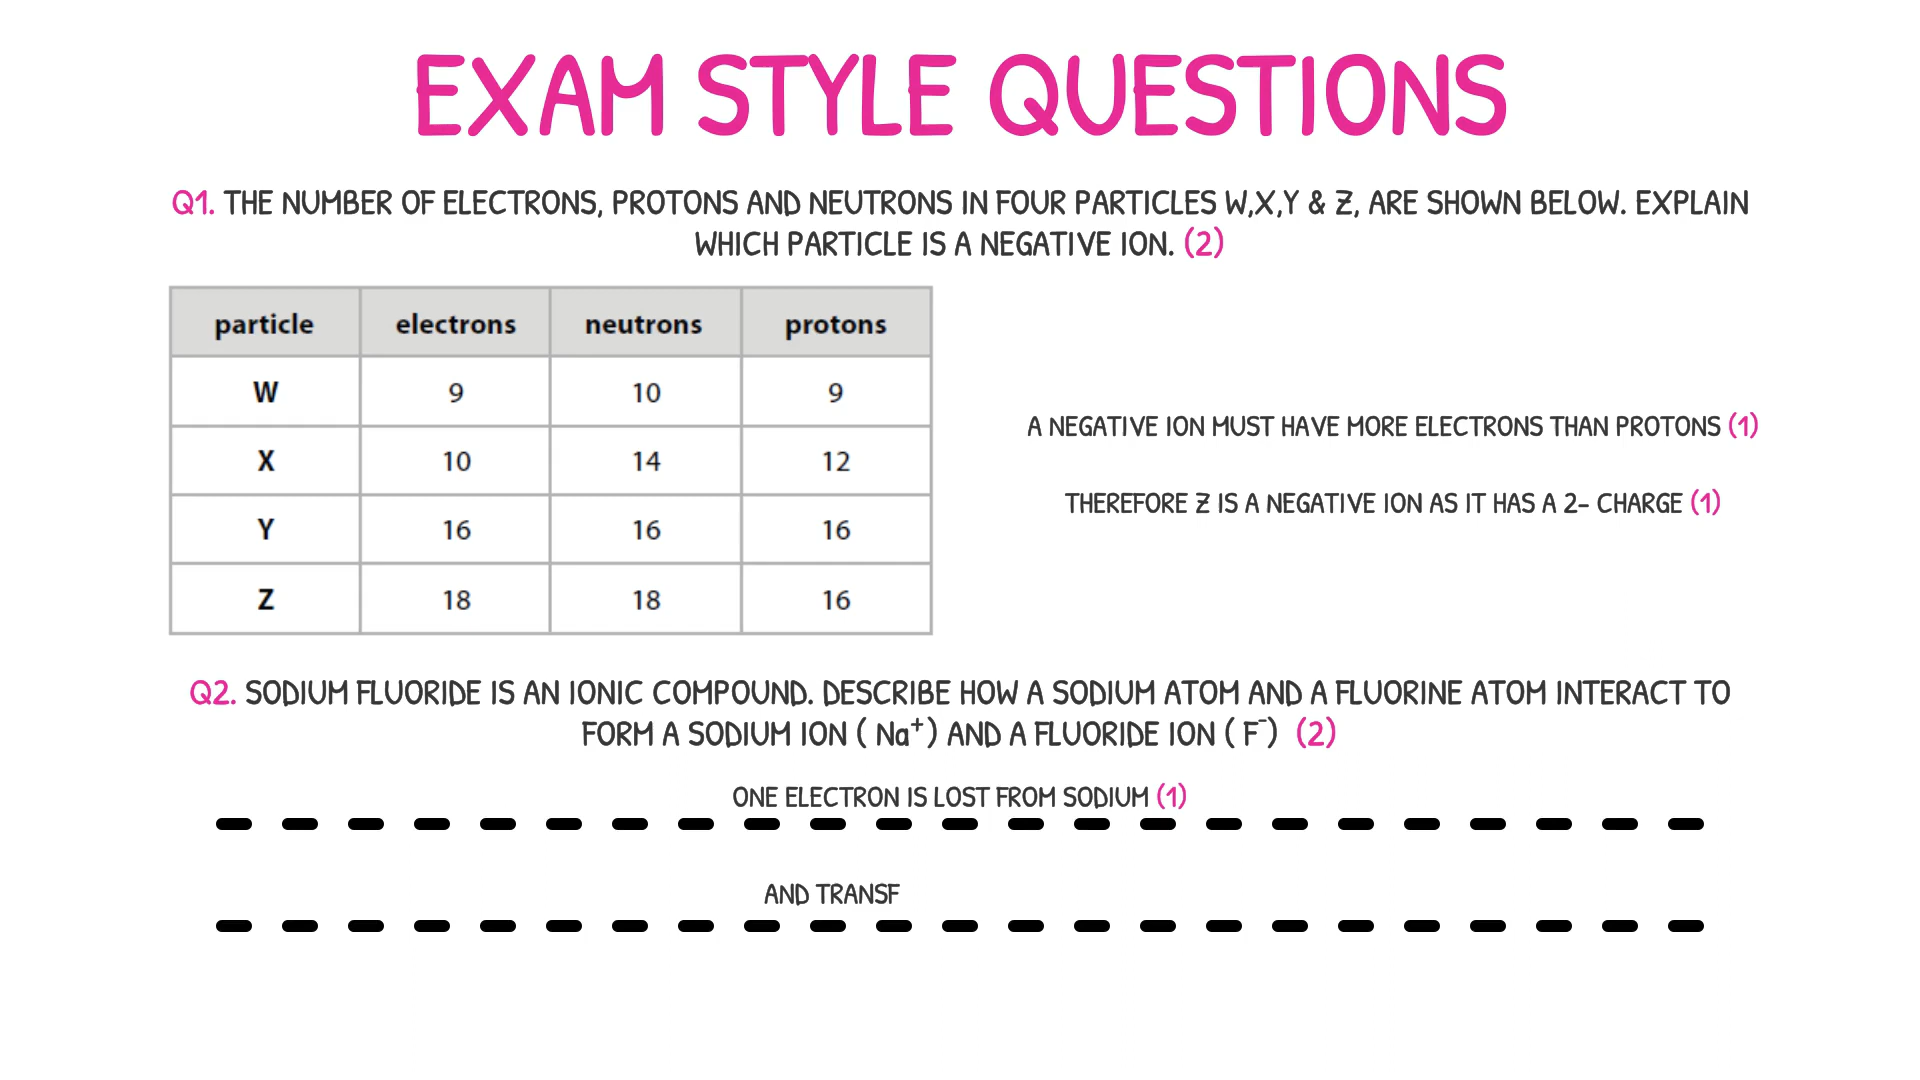 EXAM STYLE QUESTIONS
Q1. THE NUMBER OF ELECTRONS, PROTONS AND NEUTRONS IN FOUR PARTICLES W,X,Y & Z, ARE SHOWN BELOW. EXPLAIN
WHICH PARTICLE IS A NEGATIVE ION. (2)
particle electrons neutrons protons
W 9 10 9
X 10 14 12
Y 16 16 16
Z 18 18 16
A NEGATIVE ION MUST HAVE MORE ELECTRONS THAN PROTONS (1)
THEREFORE Z IS A NEGATIVE ION AS IT HAS A 2- CHARGE (1)
Q2. SODIUM FLUORIDE IS AN IONIC COMPOUND. DESCRIBE HOW A SODIUM ATOM AND A FLUORINE ATOM INTERACT TO
FORM A SODIUM ION ( Na⁺) AND A FLUORIDE ION ( F⁻) (2)
ONE ELECTRON IS LOST FROM SODIUM (1)
AND TRANSF